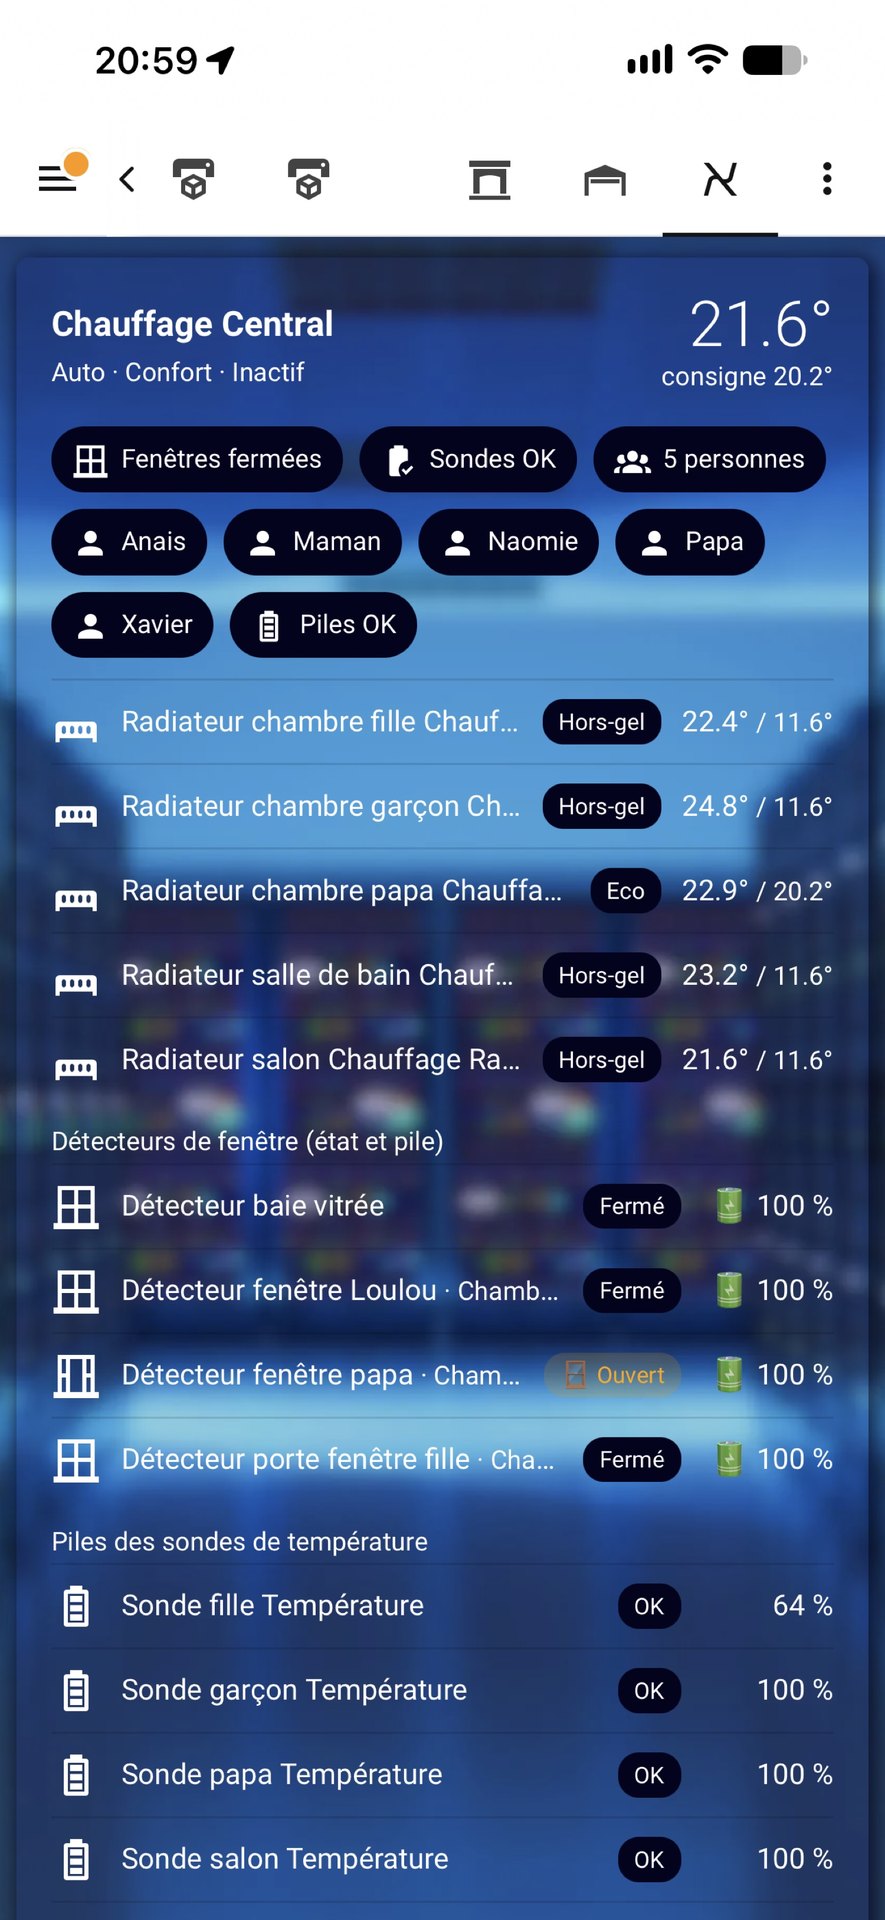 20:59
Chauffage Central
21.6°
Auto · Confort · Inactif
consigne 20.2°
Fenêtres fermées
Sondes OK
5 personnes
Anais
Maman
Naomie
Papa
Xavier
Piles OK
Radiateur chambre fille Chauf... Hors-gel 22.4° / 11.6°
Radiateur chambre garçon Ch... Hors-gel 24.8° / 11.6°
Radiateur chambre papa Chauffa... Eco 22.9° / 20.2°
Radiateur salle de bain Chauf... Hors-gel 23.2° / 11.6°
Radiateur salon Chauffage Ra... Hors-gel 21.6° / 11.6°
Détecteurs de fenêtre (état et pile)
Détecteur baie vitrée Fermé 100 %
Détecteur fenêtre Loulou · Chamb... Fermé 100 %
Détecteur fenêtre papa · Cham... Ouvert 100 %
Détecteur porte fenêtre fille · Cha... Fermé 100 %
Piles des sondes de température
Sonde fille Température OK 64 %
Sonde garçon Température OK 100 %
Sonde papa Température OK 100 %
Sonde salon Température OK 100 %